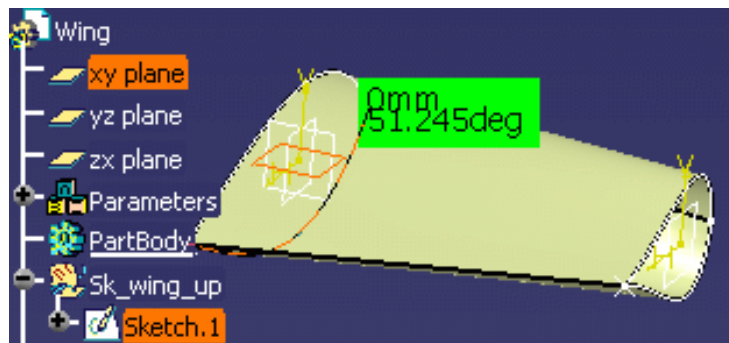 Wing
xy plane
yz plane
zx plane
Parameters
PartBody
Sk_wing_up
Sketch.1
0mm
51.245deg
V
H
V
H